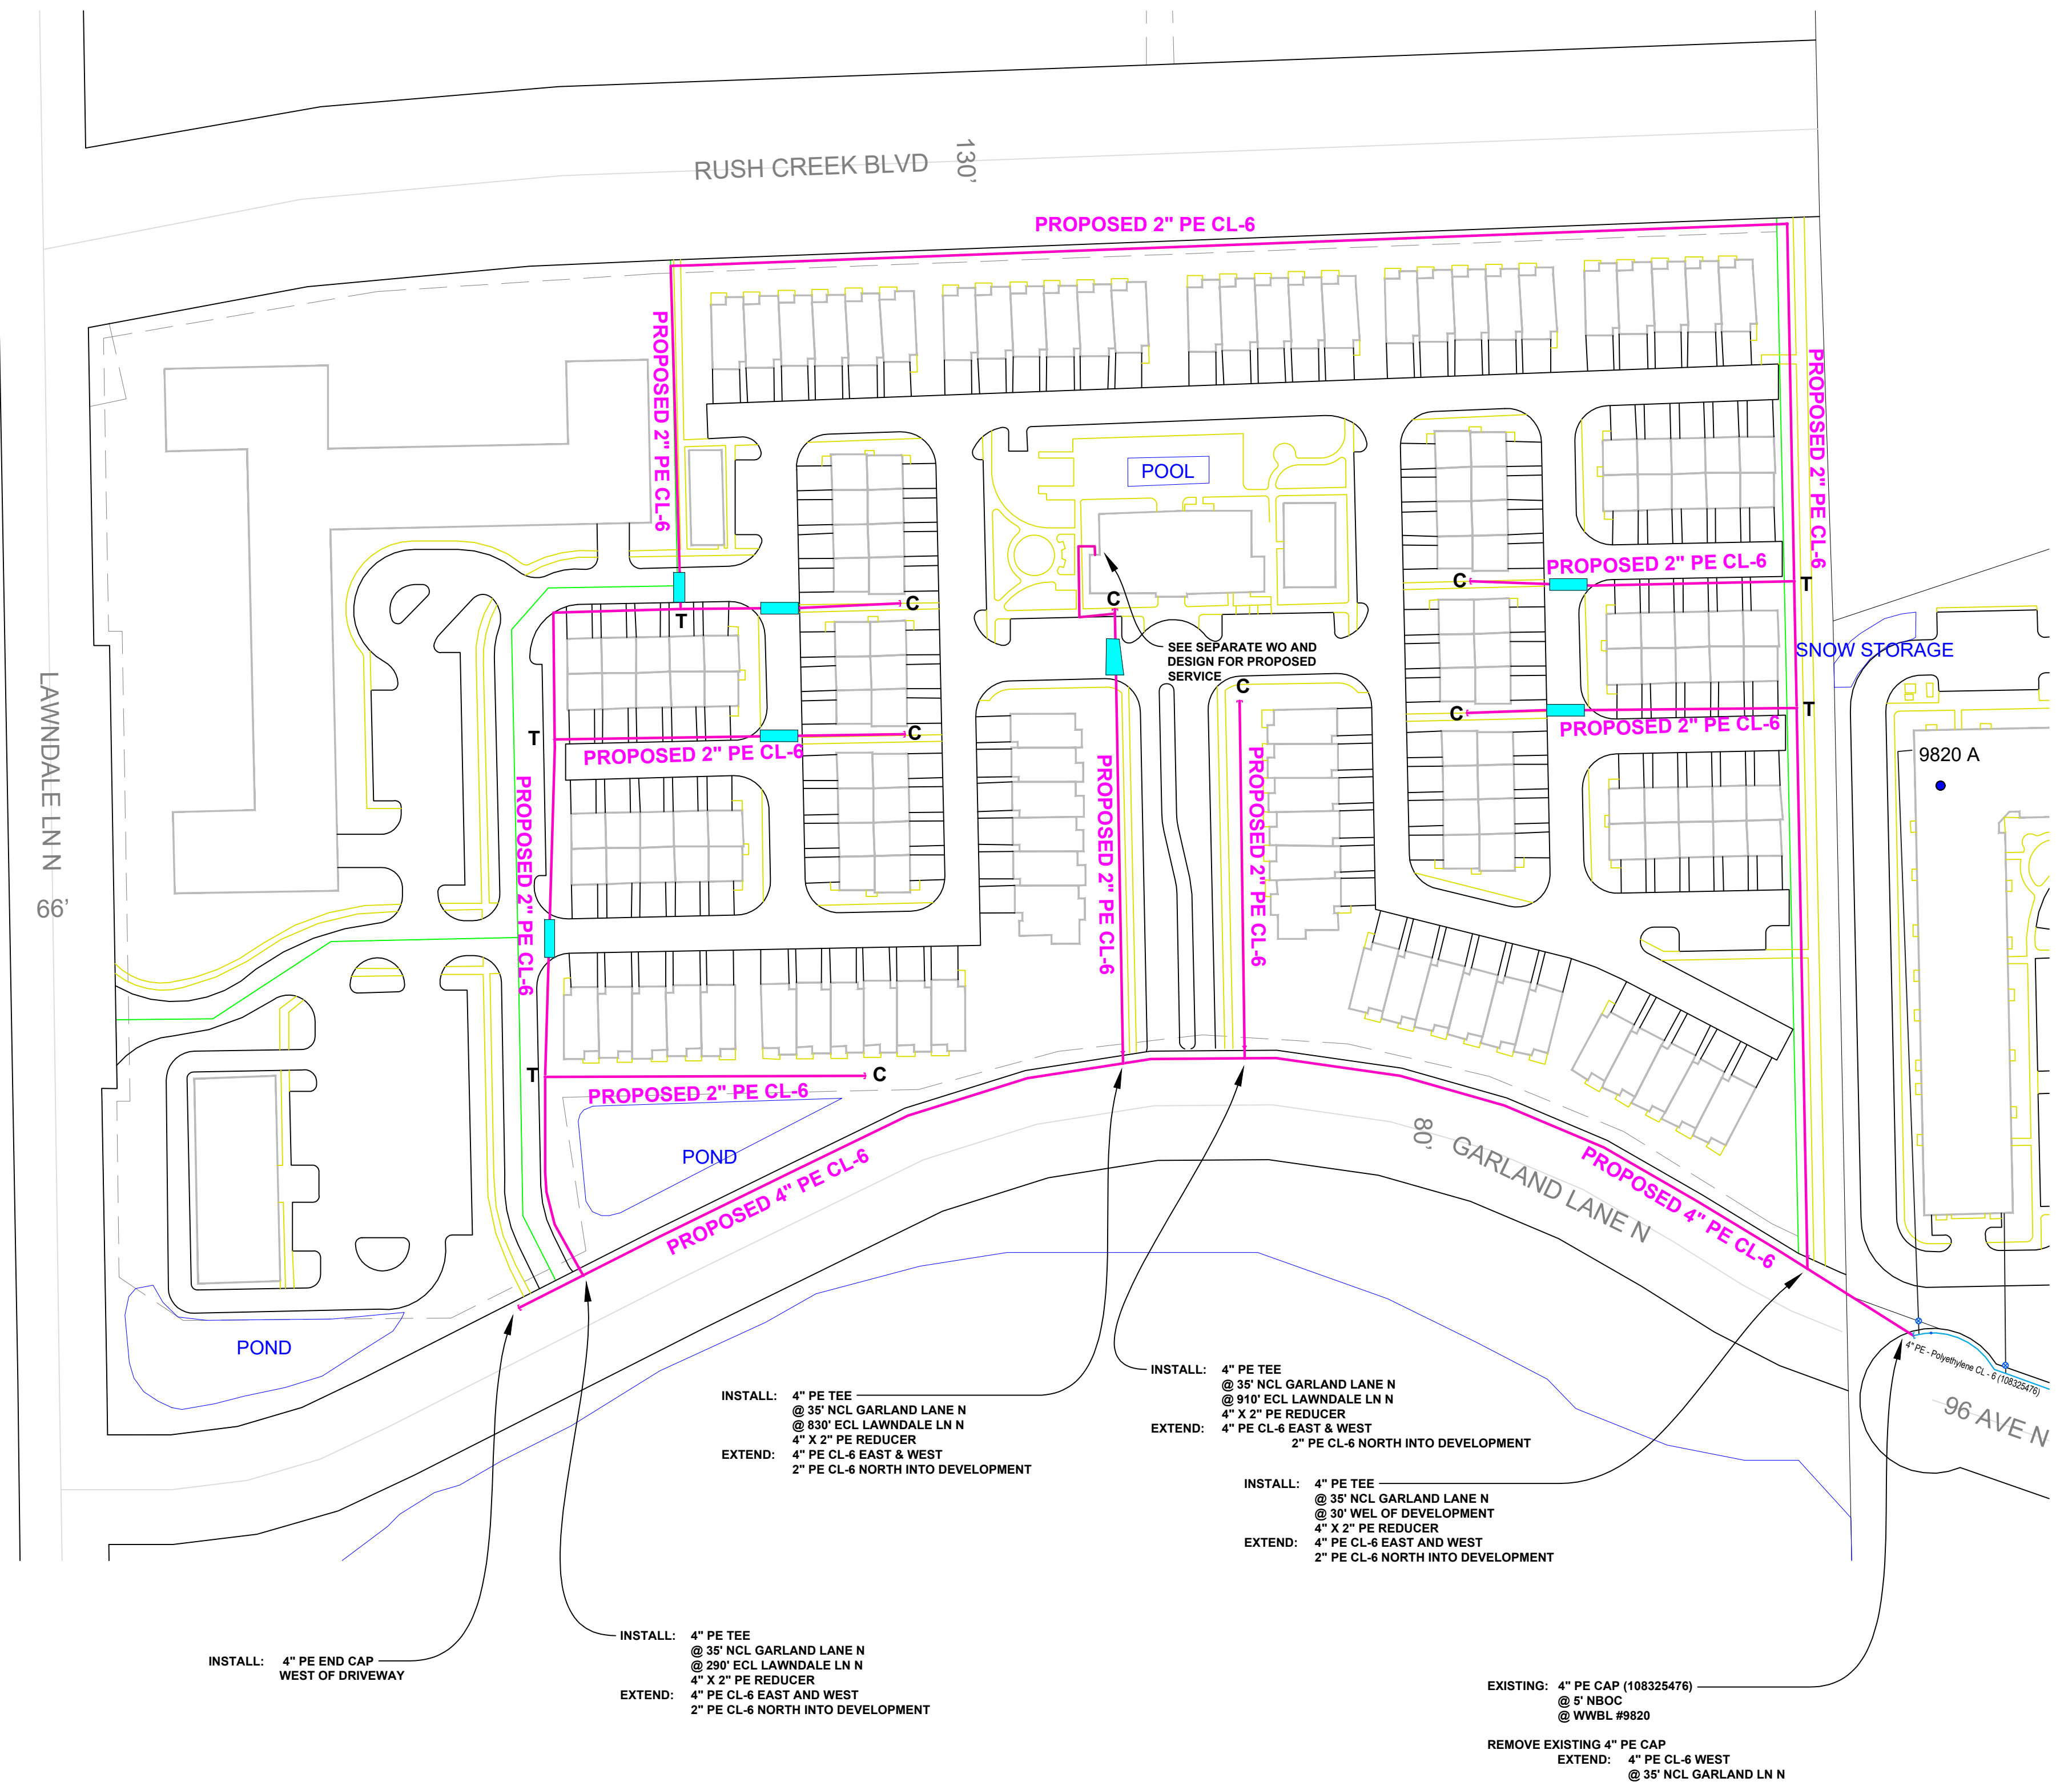 RUSH CREEK BLVD
130'
PROPOSED 2" PE CL-6
PROPOSED 2" PE CL-6
PROPOSED 2" PE CL-6
POOL
PROPOSED 2" PE CL-6
C
T
C
T
C
SEE SEPARATE WO AND
DESIGN FOR PROPOSED
SERVICE
SNOW STORAGE
C
C
T
PROPOSED 2" PE CL-6
LAWNDALE LN N
66'
T
C
PROPOSED 2" PE CL-6
9820 A
PROPOSED 2" PE CL-6
PROPOSED 2" PE CL-6
PROPOSED 2" PE CL-6
T
C
PROPOSED 2" PE CL-6
POND
PROPOSED 4" PE CL-6
80'
GARLAND LANE N
PROPOSED 4" PE CL-6
POND
4" PE - Polyethylene CL - 6 (108325476)
96 AVE N
INSTALL: 4" PE TEE
@ 35' NCL GARLAND LANE N
@ 830' ECL LAWNDALE LN N
4" X 2" PE REDUCER
EXTEND: 4" PE CL-6 EAST & WEST
2" PE CL-6 NORTH INTO DEVELOPMENT
INSTALL: 4" PE TEE
@ 35' NCL GARLAND LANE N
@ 910' ECL LAWNDALE LN N
4" X 2" PE REDUCER
EXTEND: 4" PE CL-6 EAST & WEST
2" PE CL-6 NORTH INTO DEVELOPMENT
INSTALL: 4" PE TEE
@ 35' NCL GARLAND LANE N
@ 30' WEL OF DEVELOPMENT
4" X 2" PE REDUCER
EXTEND: 4" PE CL-6 EAST AND WEST
2" PE CL-6 NORTH INTO DEVELOPMENT
INSTALL: 4" PE END CAP
WEST OF DRIVEWAY
INSTALL: 4" PE TEE
@ 35' NCL GARLAND LANE N
@ 290' ECL LAWNDALE LN N
4" X 2" PE REDUCER
EXTEND: 4" PE CL-6 EAST AND WEST
2" PE CL-6 NORTH INTO DEVELOPMENT
EXISTING: 4" PE CAP (108325476)
@ 5' NBOC
@ WWBL #9820
REMOVE EXISTING 4" PE CAP
EXTEND: 4" PE CL-6 WEST
@ 35' NCL GARLAND LN N